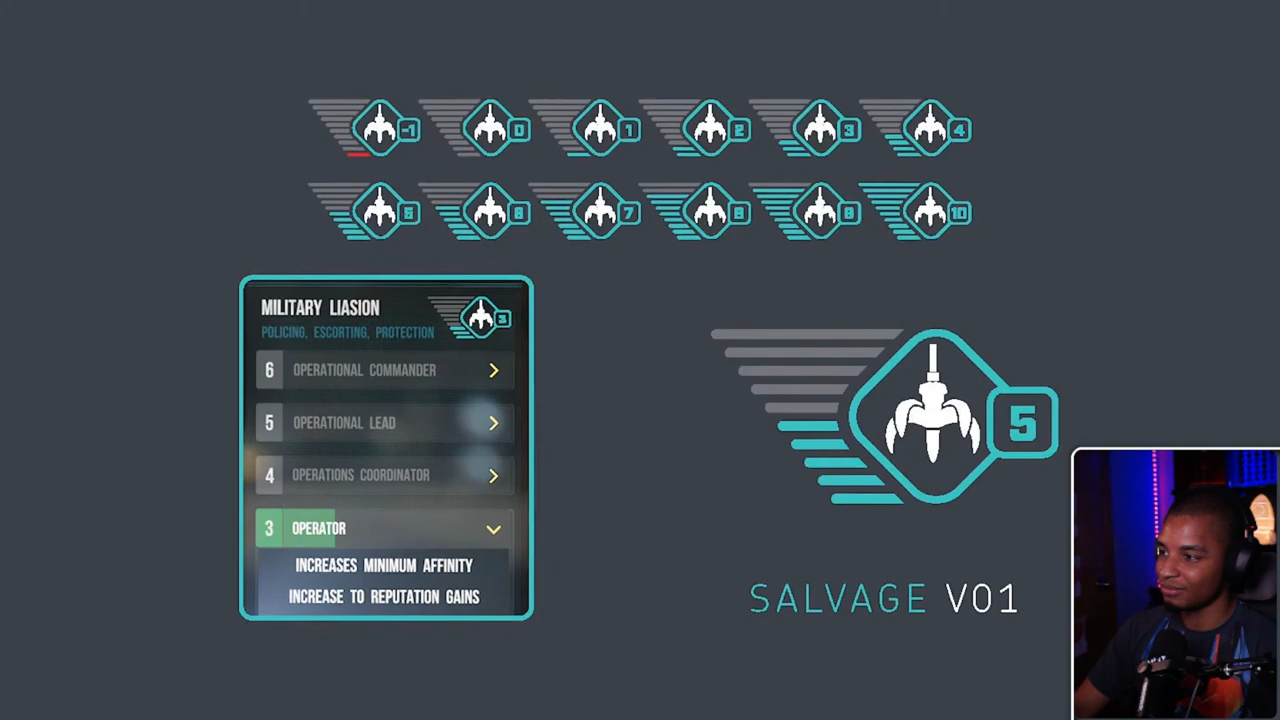 -1 0 1 2 3 4
5 6 7 8 9 10
MILITARY LIASION
3
POLICING, ESCORTING, PROTECTION
6 OPERATIONAL COMMANDER
5 OPERATIONAL LEAD
4 OPERATIONS COORDINATOR
3 OPERATOR
INCREASES MINIMUM AFFINITY
INCREASE TO REPUTATION GAINS
5
SALVAGE V01